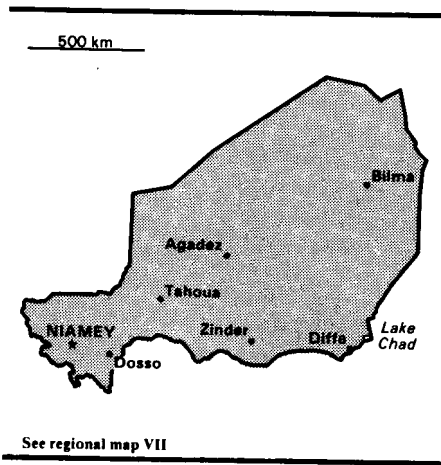 500 km
Bilma
Agadez
Tahoua
NIAMEY
Zinder
Diffa
Lake
Chad
Dosso
See regional map VII